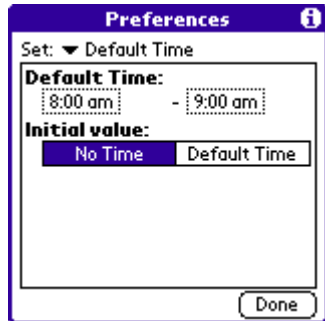 Preferences i
Set: Default Time
Default Time:
8:00 am - 9:00 am
Initial value:
No Time Default Time
Done